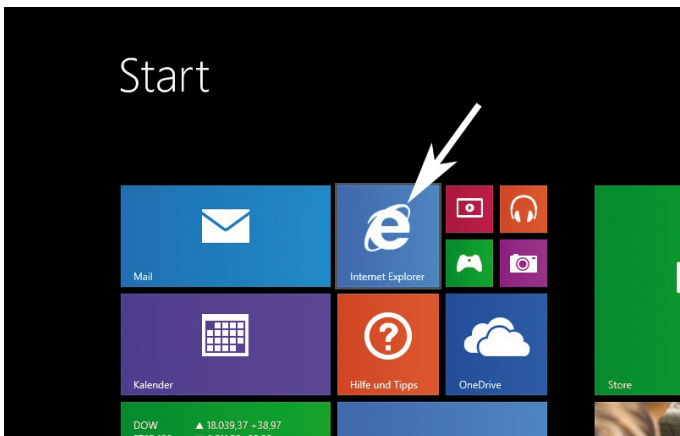 Start
Mail
Internet Explorer
Kalender
Hilfe und Tipps
OneDrive
Store
DOW ▲ 18.039,37 +38,97